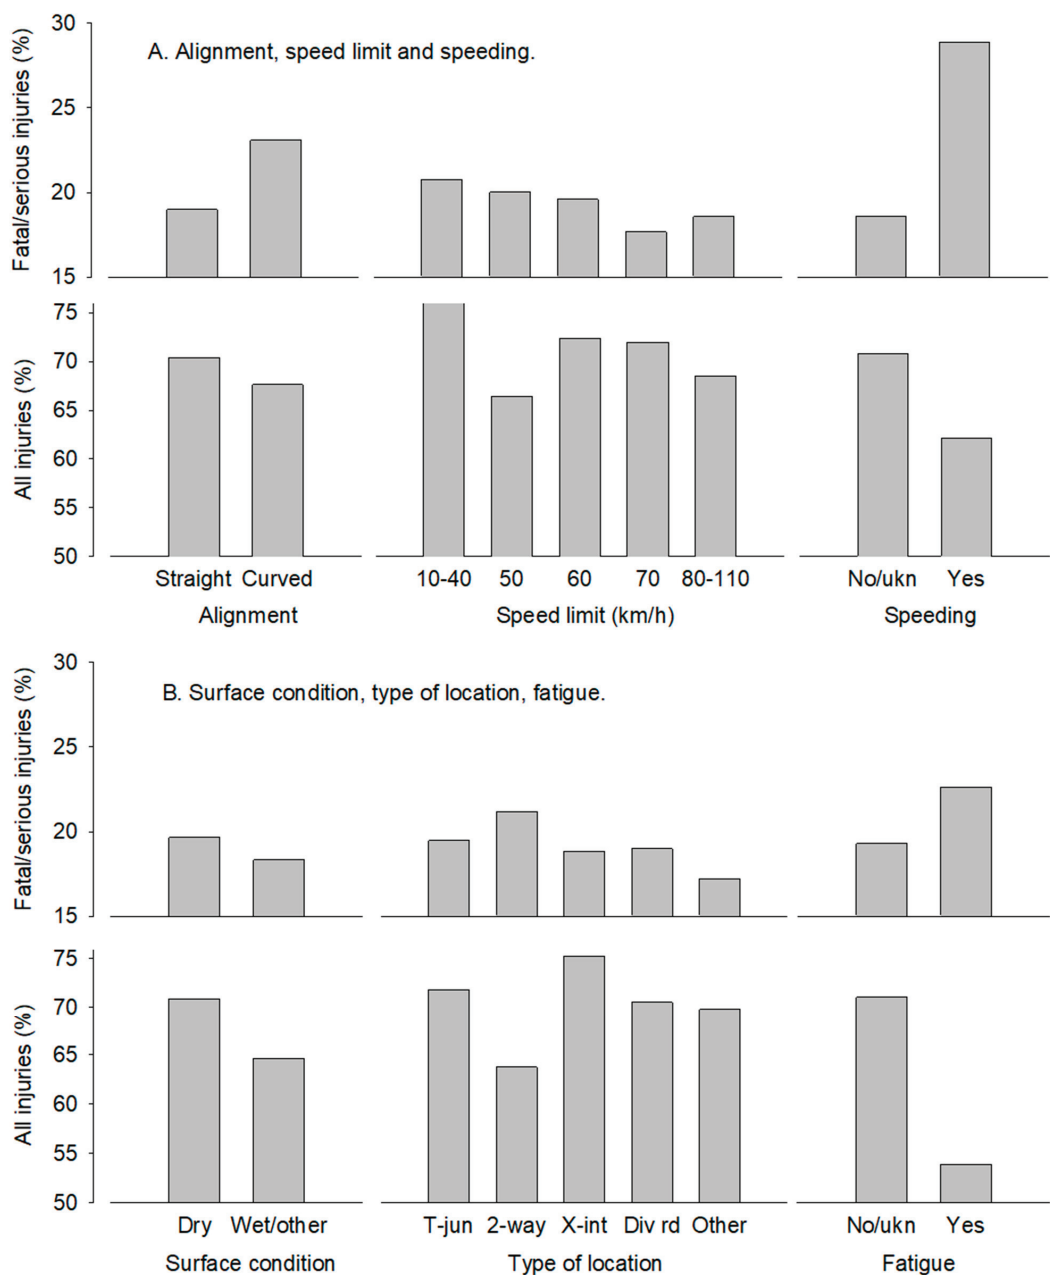 A. Alignment, speed limit and speeding.
Fatal/serious injuries (%)
30
25
20
15
All injuries (%)
75
70
65
60
55
50
Straight Curved 10-40 50 60 70 80-110 No/ukn Yes
Alignment Speed limit (km/h) Speeding
B. Surface condition, type of location, fatigue.
Fatal/serious injuries (%)
30
25
20
15
All injuries (%)
75
70
65
60
55
50
Dry Wet/other T-jun 2-way X-int Div rd Other No/ukn Yes
Surface condition Type of location Fatigue